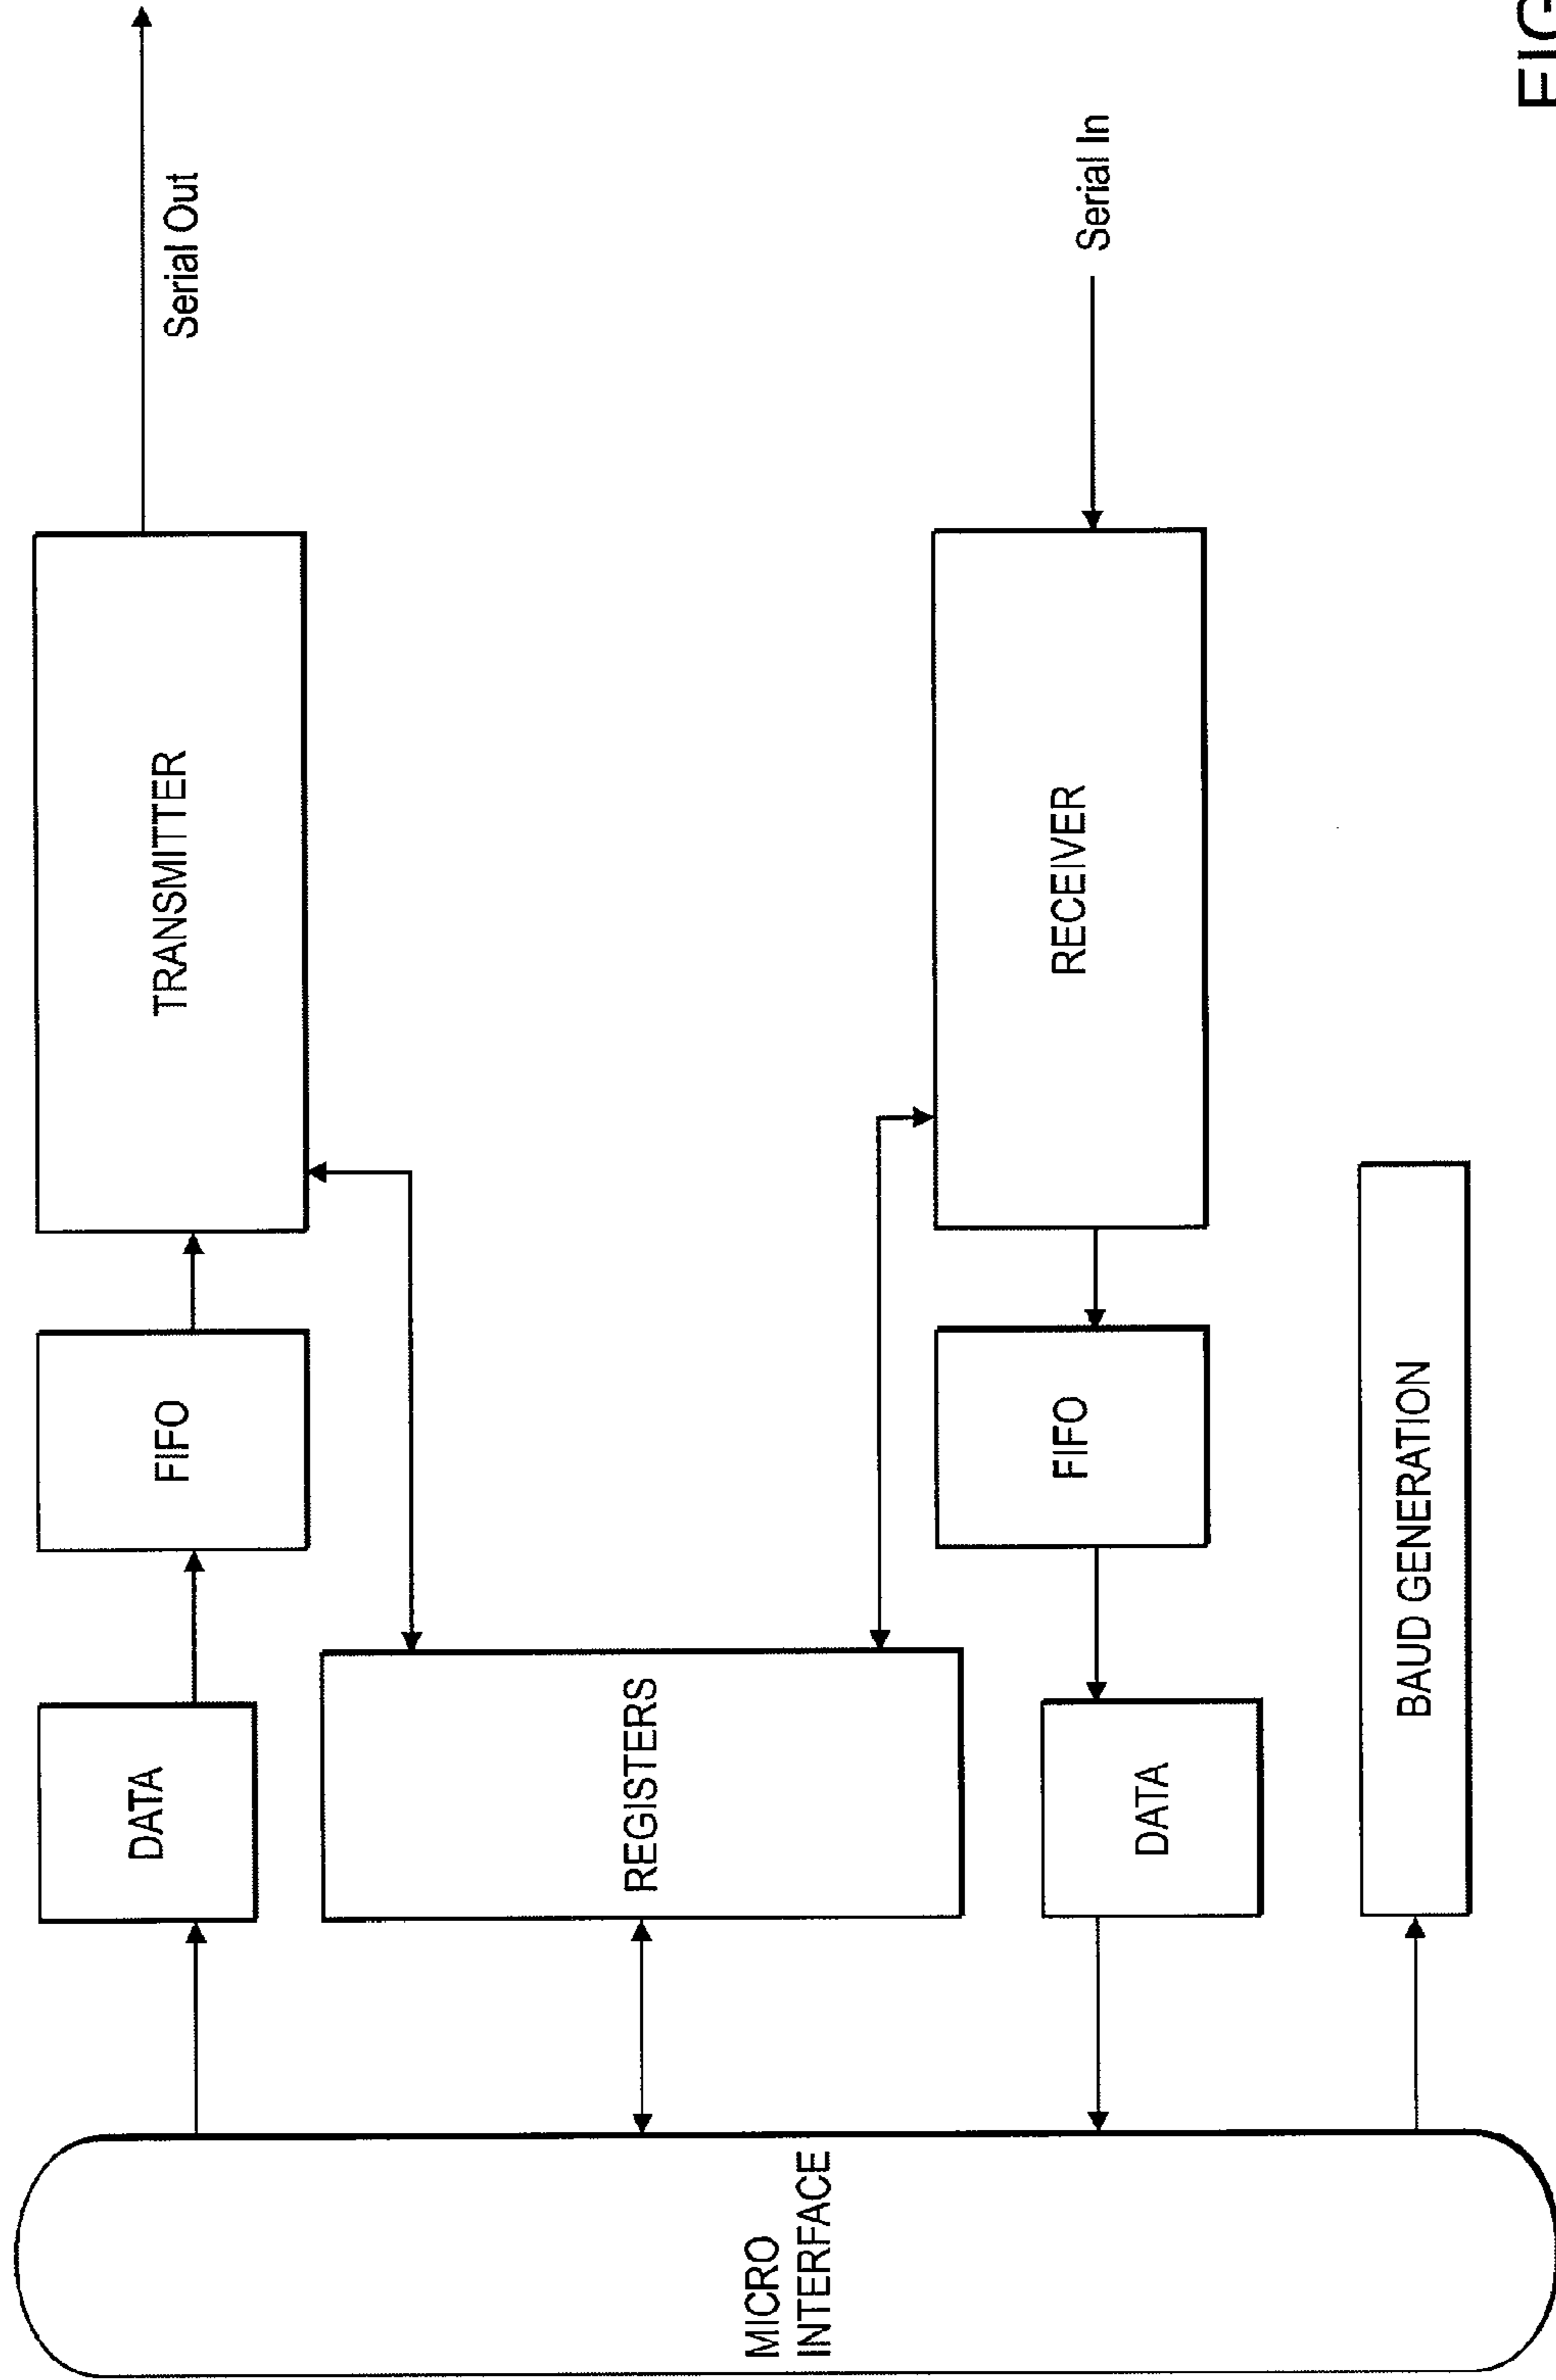 MICRO
INTERFACE
DATA
FIFO
TRANSMITTER
Serial Out
REGISTERS
DATA
FIFO
RECEIVER
Serial In
BAUD GENERATION